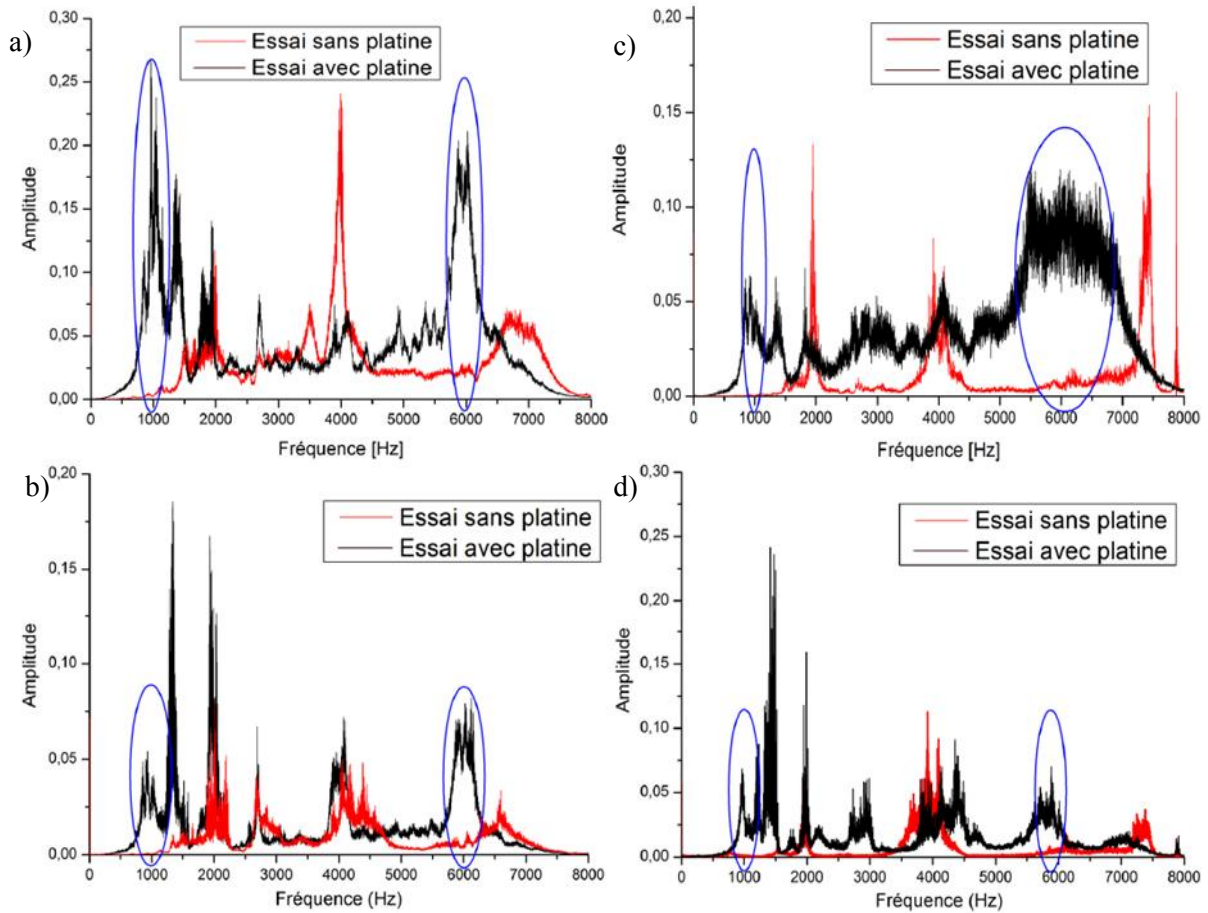 a)
0,30
0,25
0,20
0,15
0,10
0,05
0,00
Amplitude
Essai sans platine
Essai avec platine
0 1000 2000 3000 4000 5000 6000 7000 8000
Fréquence [Hz]
c)
0,20
0,15
0,10
0,05
0,00
Amplitude
Essai sans platine
Essai avec platine
0 1000 2000 3000 4000 5000 6000 7000 8000
Fréquence [Hz]
b)
0,20
0,15
0,10
0,05
0,00
Amplitude
Essai sans platine
Essai avec platine
0 1000 2000 3000 4000 5000 6000 7000 8000
Fréquence (Hz)
d)
0,30
0,25
0,20
0,15
0,10
0,05
0,00
Amplitude
Essai sans platine
Essai avec platine
0 1000 2000 3000 4000 5000 6000 7000 8000
Fréquence (Hz)